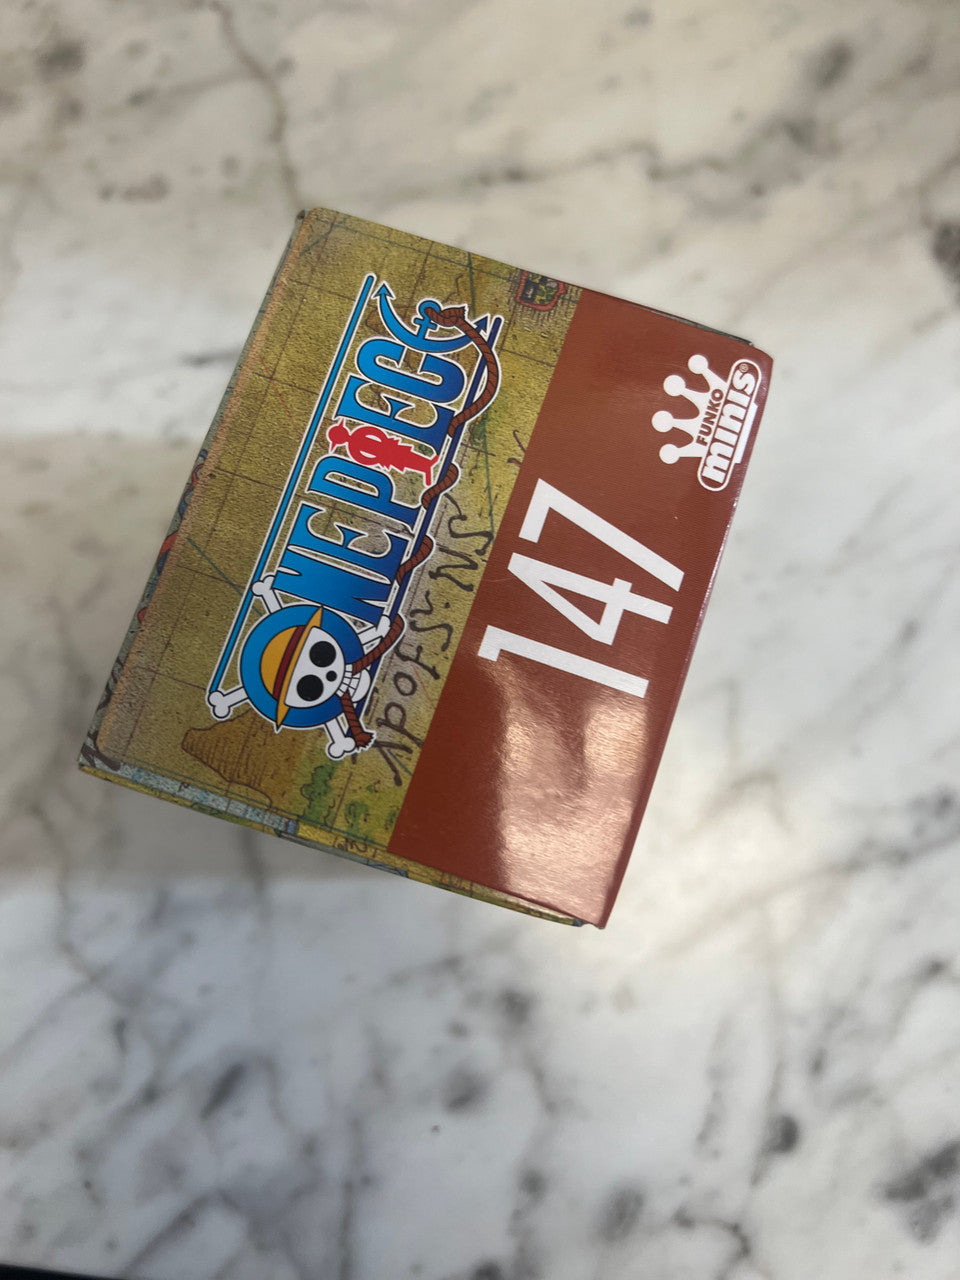 ONE PIECE
147
FUNKO
minis®